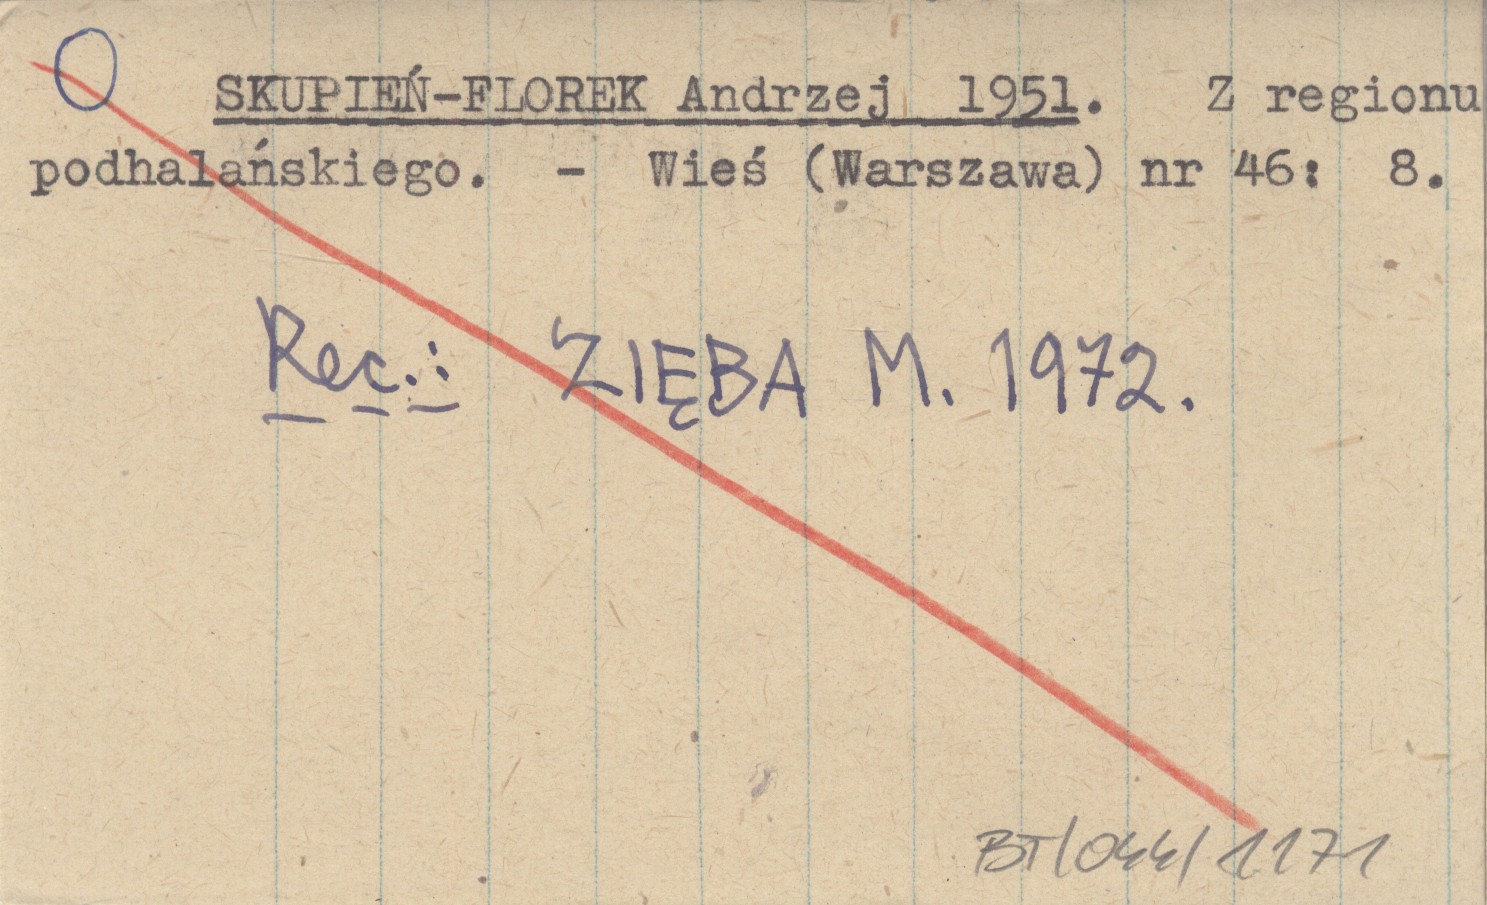 SKUPIEŃ-FLOREK Andrzej 1951. Z regionu
podhalańskiego. - Wieś (Warszawa) nr 46: 8.
Rec.: ZIĘBA M. 1972.
BT/044/1171